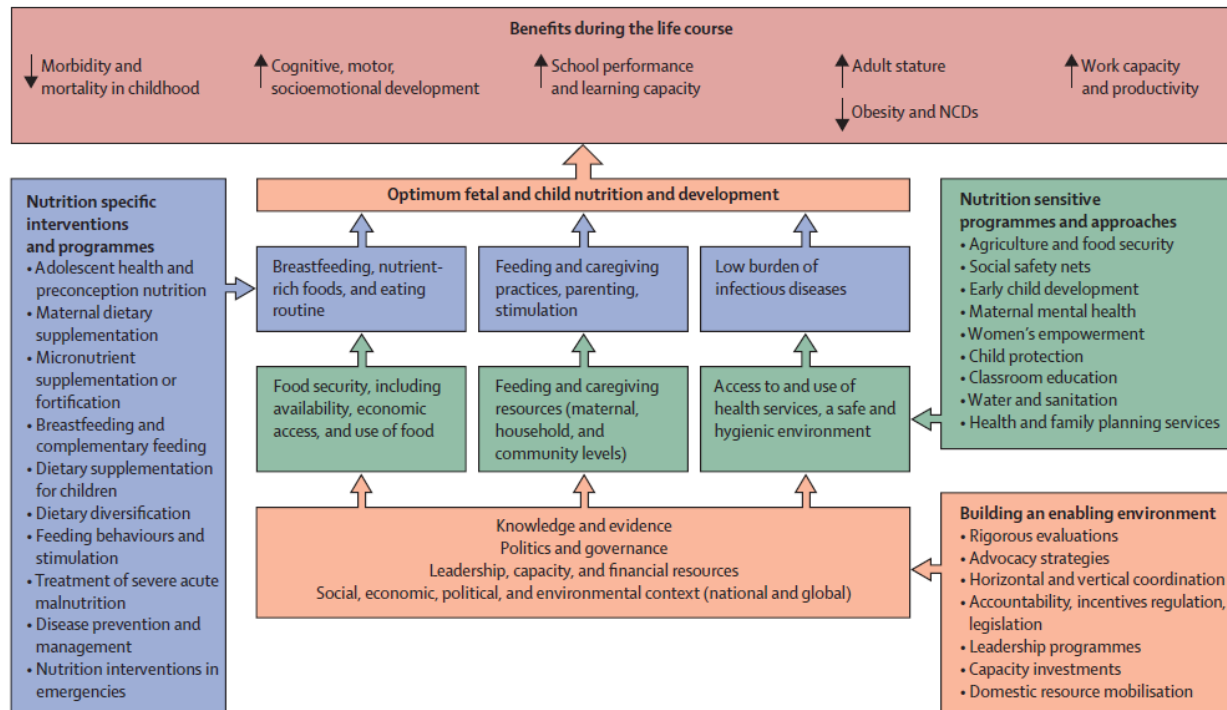 Benefits during the life course
Morbidity and
mortality in childhood
Cognitive, motor,
socioemotional development
School performance
and learning capacity
Adult stature
Obesity and NCDs
Work capacity
and productivity
Nutrition specific
interventions
and programmes
• Adolescent health and
preconception nutrition
• Maternal dietary
supplementation
• Micronutrient
supplementation or
fortification
• Breastfeeding and
complementary feeding
• Dietary supplementation
for children
• Dietary diversification
• Feeding behaviours and
stimulation
• Treatment of severe acute
malnutrition
• Disease prevention and
management
• Nutrition interventions in
emergencies
Optimum fetal and child nutrition and development
Breastfeeding, nutrient-
rich foods, and eating
routine
Feeding and caregiving
practices, parenting,
stimulation
Low burden of
infectious diseases
Food security, including
availability, economic
access, and use of food
Feeding and caregiving
resources (maternal,
household, and
community levels)
Access to and use of
health services, a safe and
hygienic environment
Knowledge and evidence
Politics and governance
Leadership, capacity, and financial resources
Social, economic, political, and environmental context (national and global)
Nutrition sensitive
programmes and approaches
• Agriculture and food security
• Social safety nets
• Early child development
• Maternal mental health
• Women's empowerment
• Child protection
• Classroom education
• Water and sanitation
• Health and family planning services
Building an enabling environment
• Rigorous evaluations
• Advocacy strategies
• Horizontal and vertical coordination
• Accountability, incentives regulation,
legislation
• Leadership programmes
• Capacity investments
• Domestic resource mobilisation